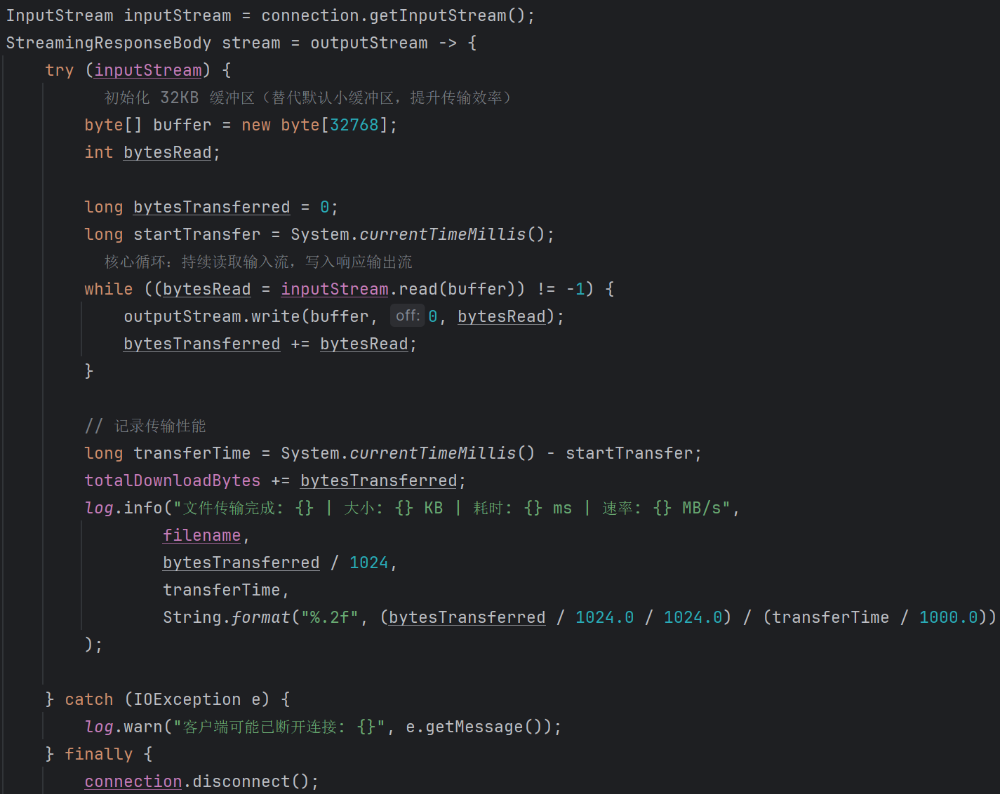 InputStream inputStream = connection.getInputStream();
StreamingResponseBody stream = outputStream -> {
try (inputStream) {
初始化 32KB 缓冲区（替代默认小缓冲区，提升传输效率）
byte[] buffer = new byte[32768];
int bytesRead;
long bytesTransferred = 0;
long startTransfer = System.currentTimeMillis();
核心循环：持续读取输入流，写入响应输出流
while ((bytesRead = inputStream.read(buffer)) != -1) {
outputStream.write(buffer, off: 0, bytesRead);
bytesTransferred += bytesRead;
}
// 记录传输性能
long transferTime = System.currentTimeMillis() - startTransfer;
totalDownloadBytes += bytesTransferred;
log.info("文件传输完成: {} | 大小: {} KB | 耗时: {} ms | 速率: {} MB/s",
filename,
bytesTransferred / 1024,
transferTime,
String.format("%.2f", (bytesTransferred / 1024.0 / 1024.0) / (transferTime / 1000.0))
);
} catch (IOException e) {
log.warn("客户端可能已断开连接: {}", e.getMessage());
} finally {
connection.disconnect();